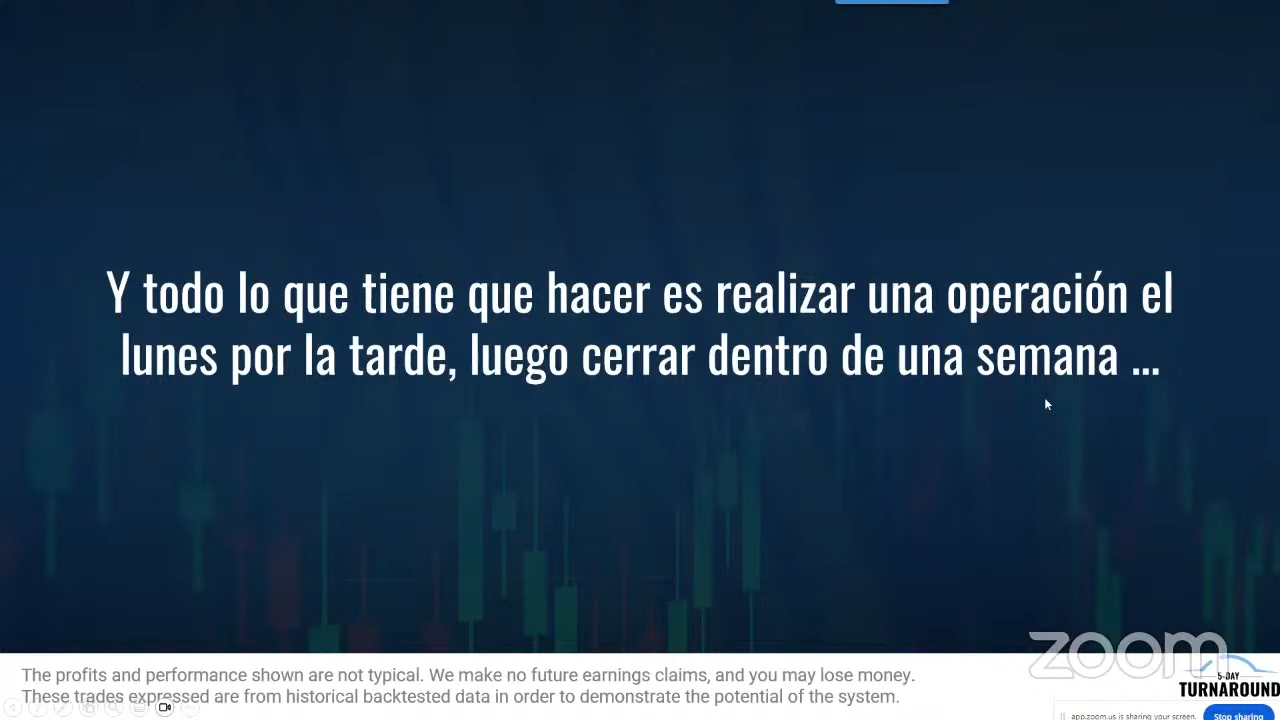 Y todo lo que tiene que hacer es realizar una operación el
lunes por la tarde, luego cerrar dentro de una semana ...
zoom
The profits and performance shown are not typical. We make no future earnings claims, and you may lose money.
These trades expressed are from historical backtested data in order to demonstrate the potential of the system.
5-DAY
TURNAROUND
app.zoom.us is sharing your screen.
Stop sharing